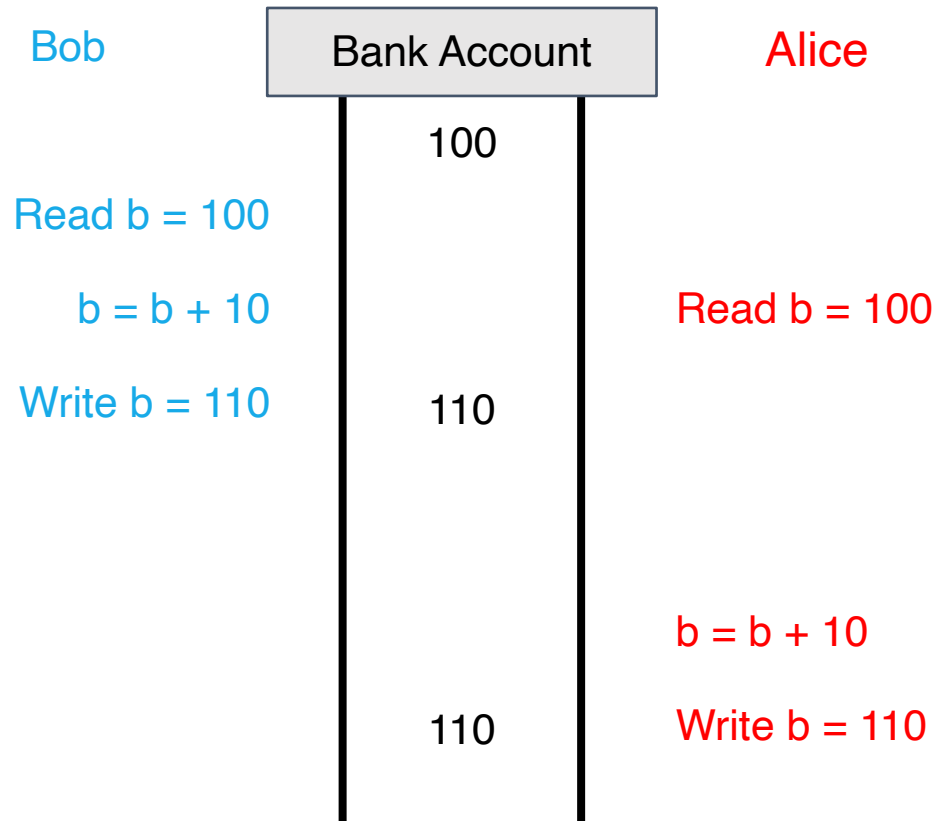 Bob
Bank Account
Alice
100
Read b = 100
b = b + 10
Read b = 100
Write b = 110
110
b = b + 10
110
Write b = 110